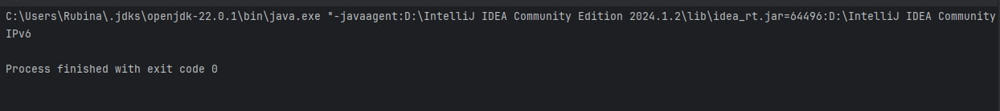 C:\Users\Rubina\.jdks\openjdk-22.0.1\bin\java.exe "-javaagent:D:\IntelliJ IDEA Community Edition 2024.1.2\lib\idea_rt.jar=64496:D:\IntelliJ IDEA Community
IPv6
Process finished with exit code 0